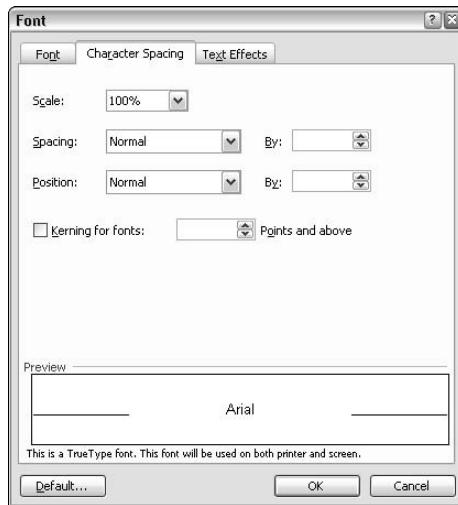 Font
Font Character Spacing Text Effects
Scale: 100%
Spacing: Normal By:
Position: Normal By:
Kerning for fonts: Points and above
Preview
Arial
This is a TrueType font. This font will be used on both printer and screen.
Default... OK Cancel